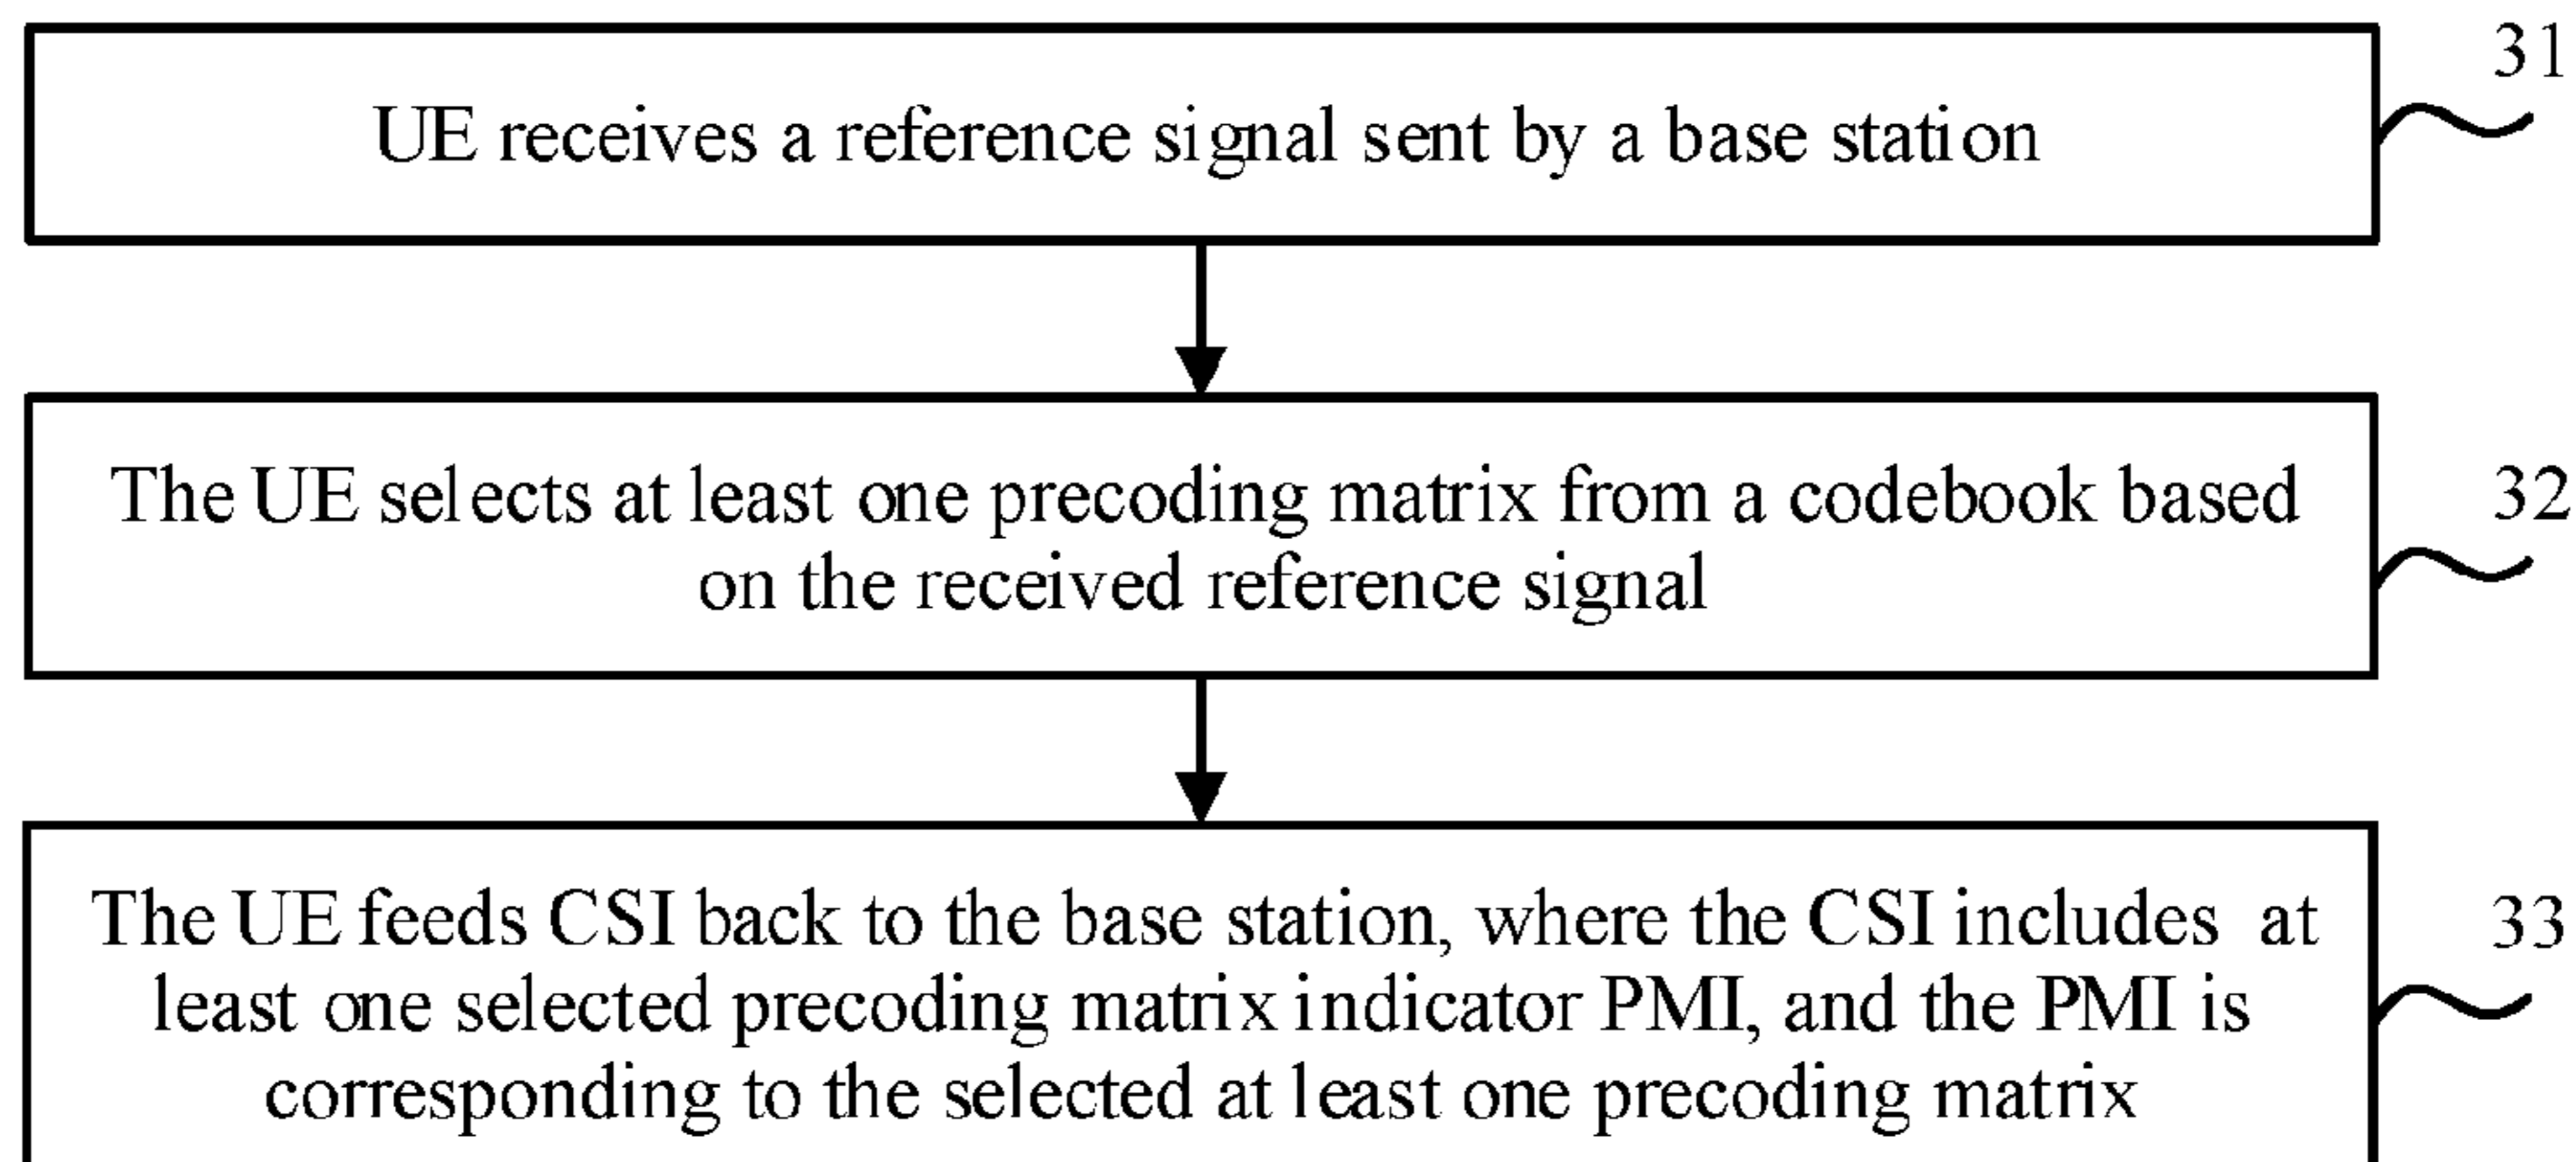 31
UE receives a reference signal sent by a base station
The UE selects at least one precoding matrix from a codebook based
on the received reference signal
32
The UE feeds CSI back to the base station, where the CSI includes at
least one selected precoding matrix indicator PMI, and the PMI is
corresponding to the selected at least one precoding matrix
33